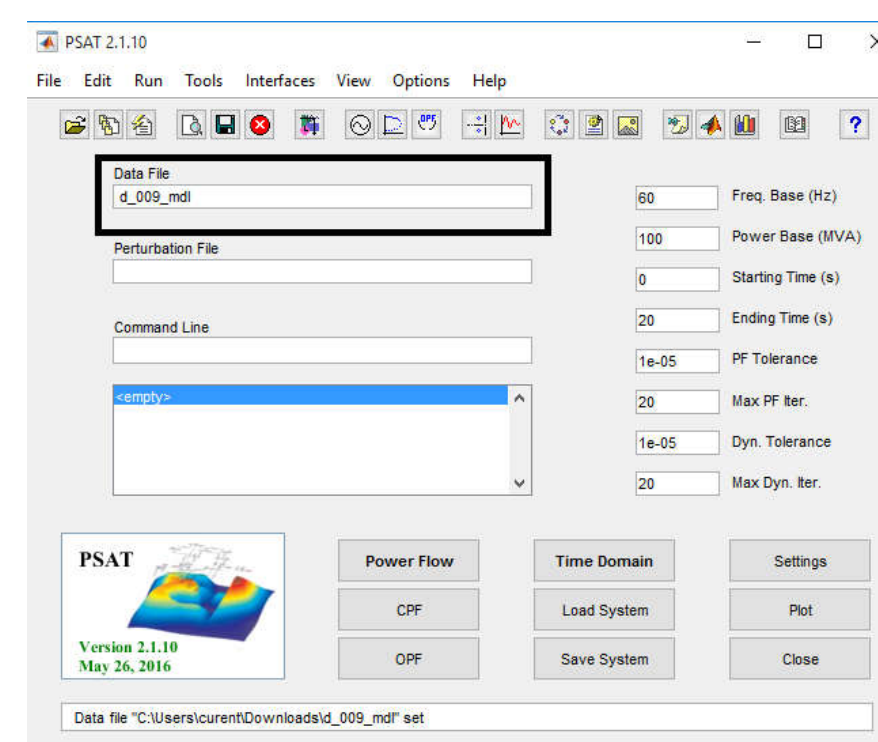 PSAT 2.1.10
File Edit Run Tools Interfaces View Options Help
OPF
?
Data File
d_009_mdl
60 Freq. Base (Hz)
100 Power Base (MVA)
Perturbation File
0 Starting Time (s)
20 Ending Time (s)
Command Line
1e-05 PF Tolerance
<empty>
20 Max PF Iter.
1e-05 Dyn. Tolerance
20 Max Dyn. Iter.
PSAT
Version 2.1.10
May 26, 2016
Power Flow Time Domain Settings
CPF Load System Plot
OPF Save System Close
Data file "C:\Users\curent\Downloads\d_009_mdl" set